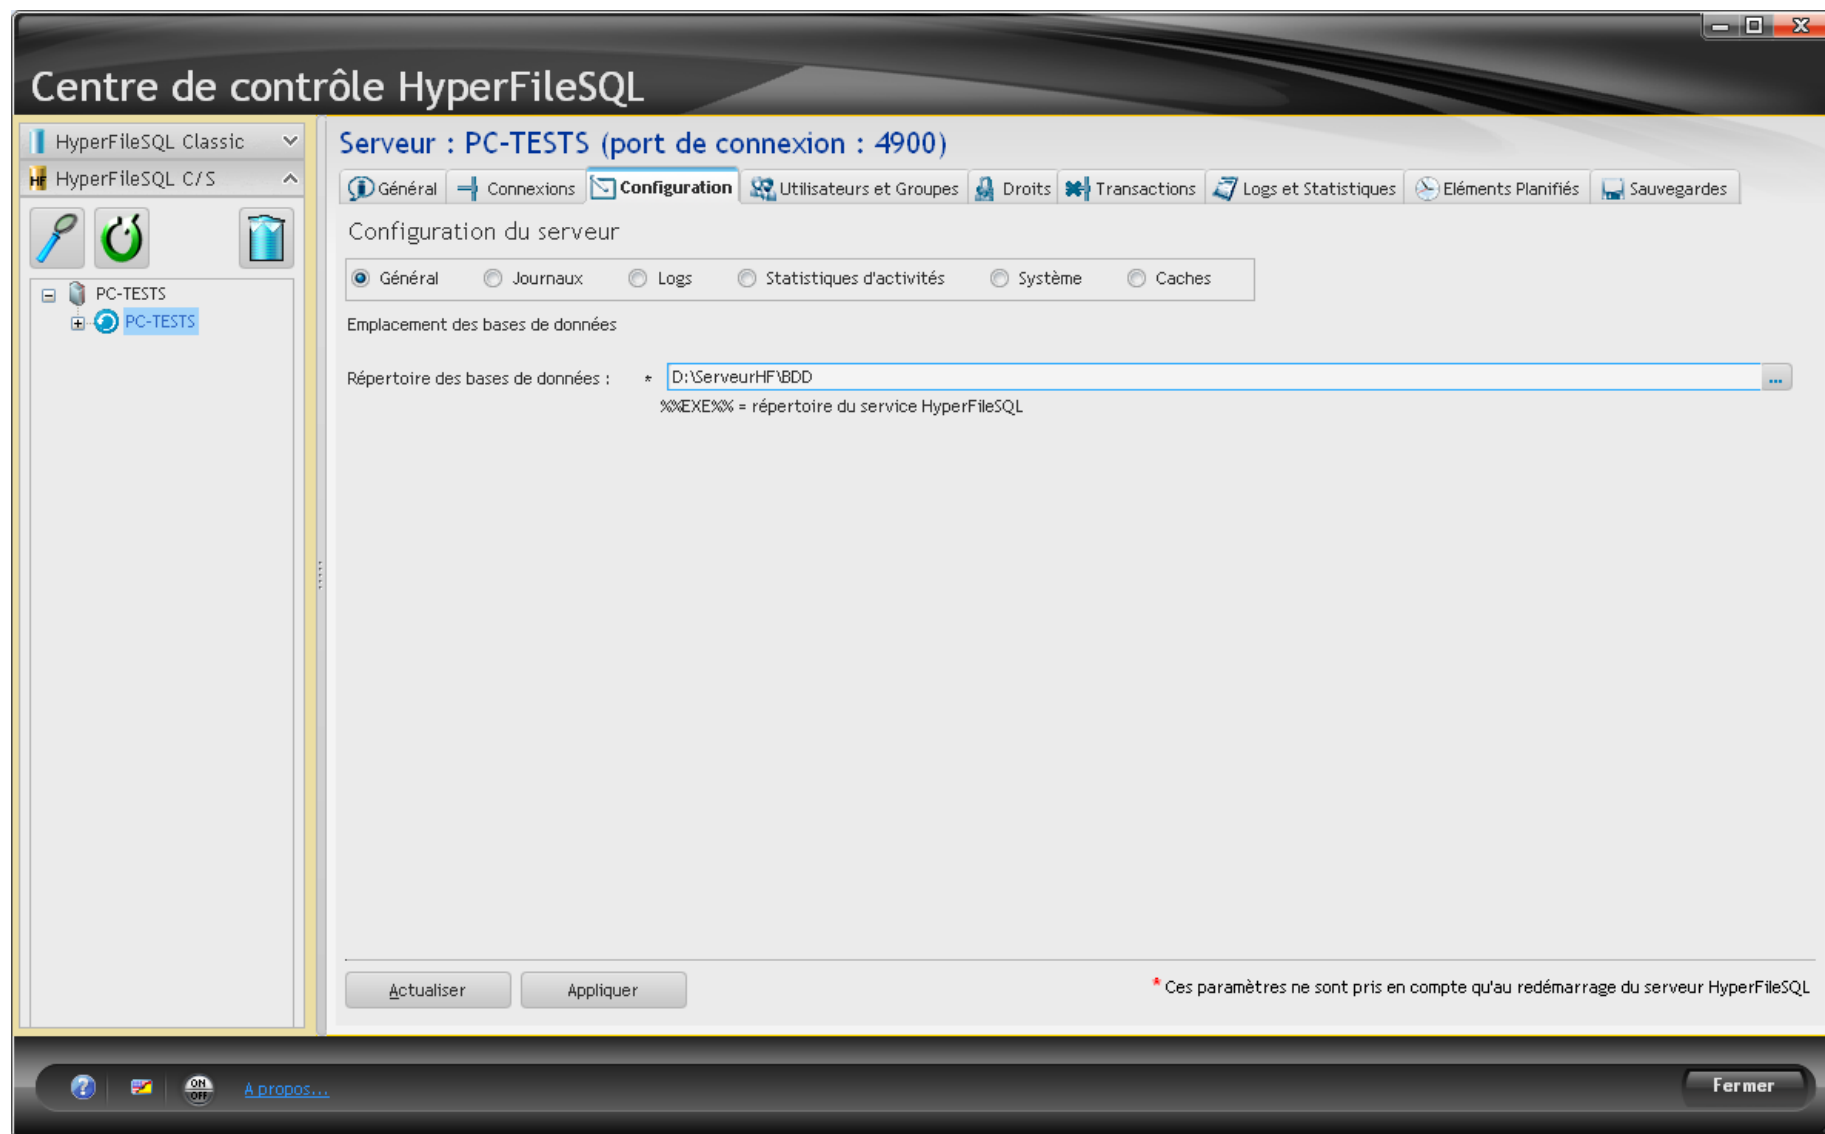 Centre de contrôle HyperFileSQL
HyperFileSQL Classic
HF HyperFileSQL C/S
PC-TESTS
PC-TESTS
Serveur : PC-TESTS (port de connexion : 4900)
Général Connexions Configuration Utilisateurs et Groupes Droits Transactions Logs et Statistiques Eléments Planifiés Sauvegardes
Configuration du serveur
Général Journaux Logs Statistiques d'activités Système Caches
Emplacement des bases de données
Répertoire des bases de données : * D:\ServeurHF\BDD ...
%%EXE%% = répertoire du service HyperFileSQL
Actualiser Appliquer * Ces paramètres ne sont pris en compte qu'au redémarrage du serveur HyperFileSQL
? ON OFF A propos... Fermer